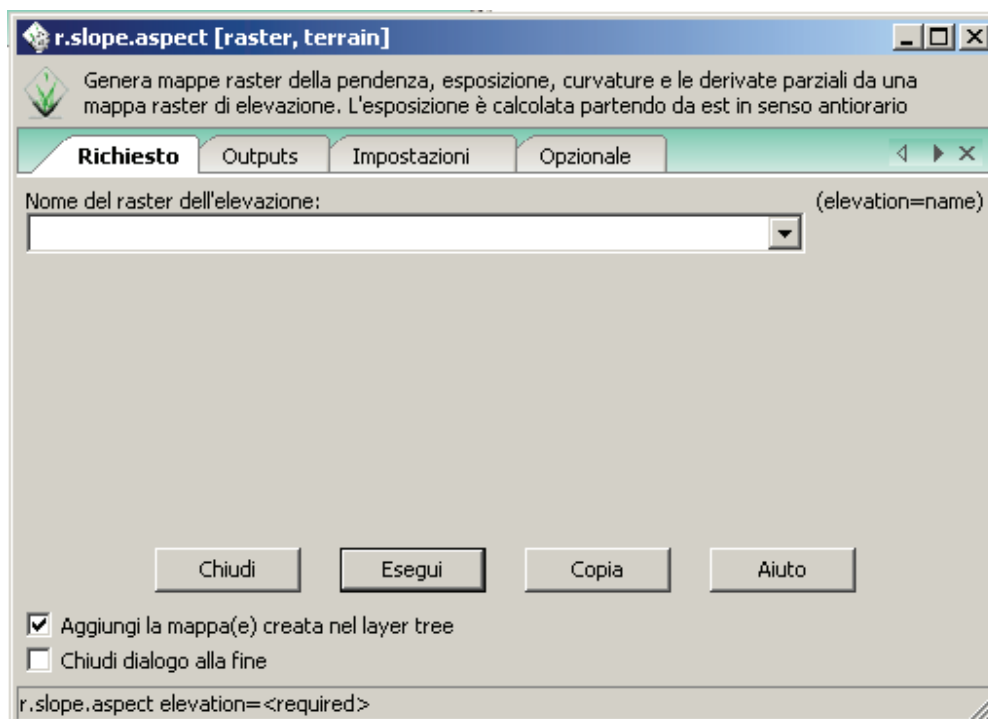 r.slope.aspect [raster, terrain]
Genera mappe raster della pendenza, esposizione, curvature e le derivate parziali da una
mappa raster di elevazione. L'esposizione è calcolata partendo da est in senso antiorario
Richiesto Outputs Impostazioni Opzionale
Nome del raster dell'elevazione: (elevation=name)
Chiudi Esegui Copia Aiuto
Aggiungi la mappa(e) creata nel layer tree
Chiudi dialogo alla fine
r.slope.aspect elevation=<required>